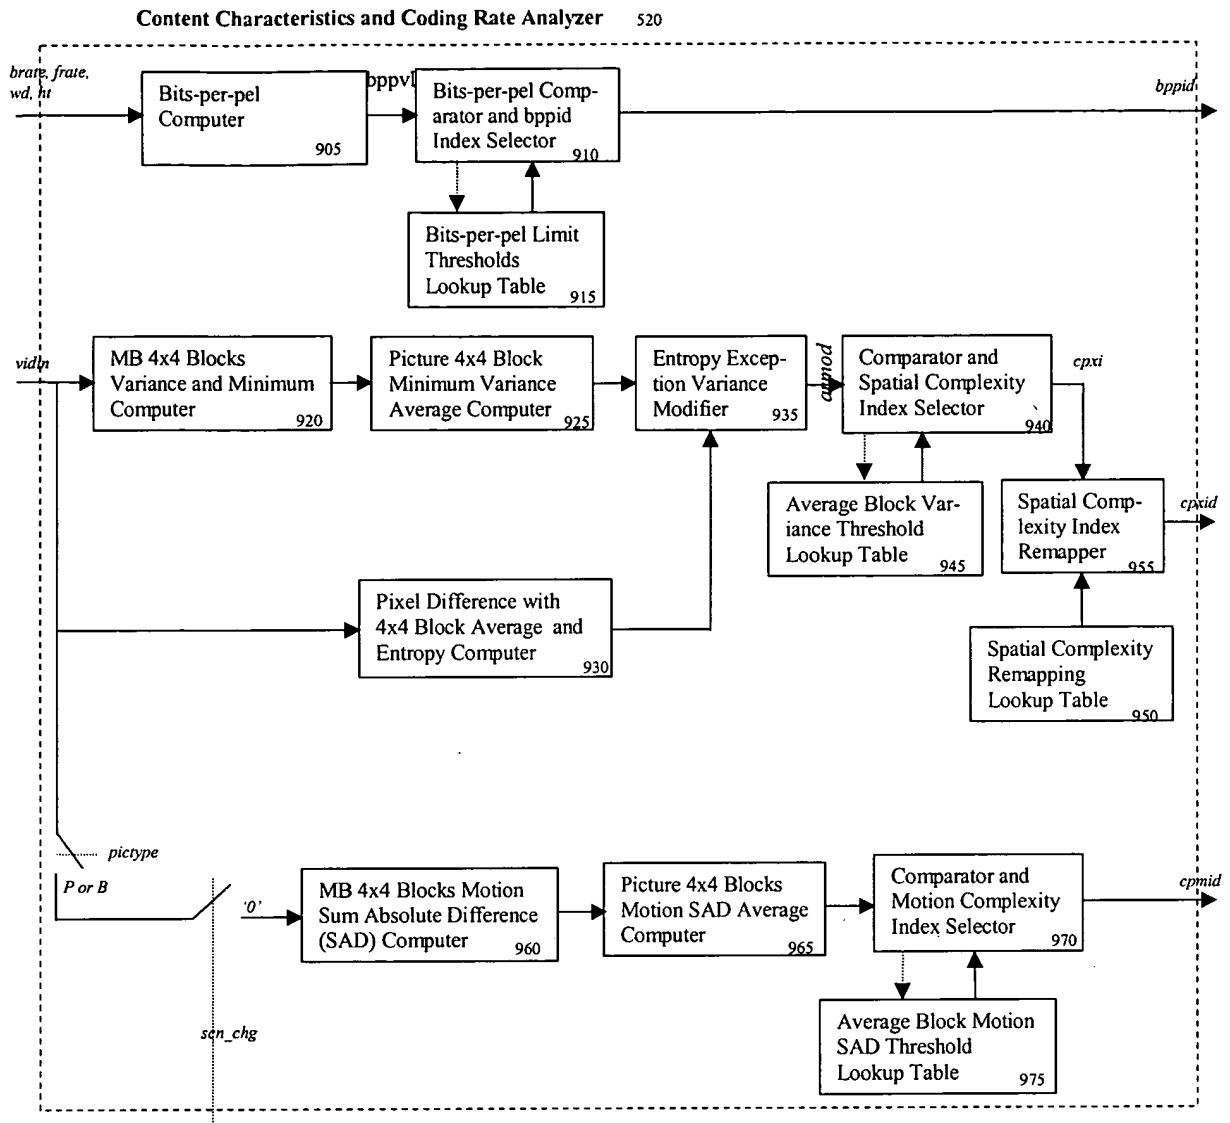 Content Characteristics and Coding Rate Analyzer 520
brate, frate,
wd, ht
Bits-per-pel
Computer
905
bppvl
Bits-per-pel Comp-
arator and bppid
Index Selector
910
bppid
Bits-per-pel Limit
Thresholds
Lookup Table
915
vidIn
MB 4x4 Blocks
Variance and Minimum
Computer
920
Picture 4x4 Block
Minimum Variance
Average Computer
925
Entropy Excep-
tion Variance
Modifier
935
Comparator and
Spatial Complexity
Index Selector
940
cpxi
Average Block Var-
iance Threshold
Lookup Table
945
Spatial Comp-
lexity Index
Remapper
955
cpxid
Pixel Difference with
4x4 Block Average and
Entropy Computer
930
Spatial Complexity
Remapping
Lookup Table
950
pictype
P or B
'0'
scn_chg
MB 4x4 Blocks Motion
Sum Absolute Difference
(SAD) Computer
960
Picture 4x4 Blocks
Motion SAD Average
Computer
965
Comparator and
Motion Complexity
Index Selector
970
cpmid
Average Block Motion
SAD Threshold
Lookup Table
975